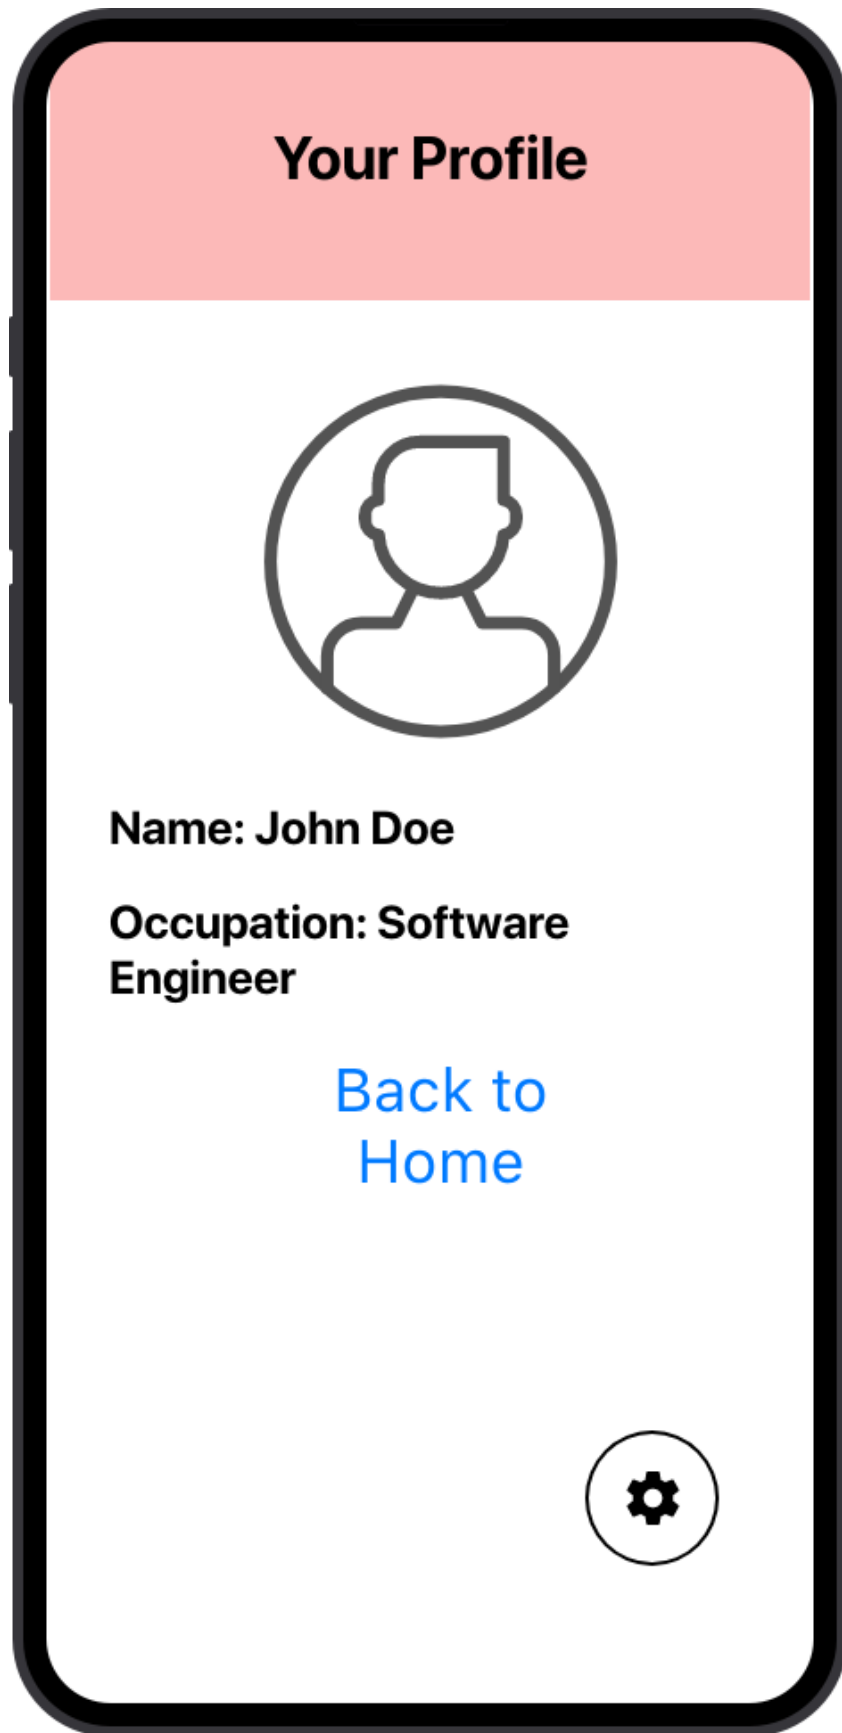 Your Profile
Name: John Doe
Occupation: Software
Engineer
Back to
Home